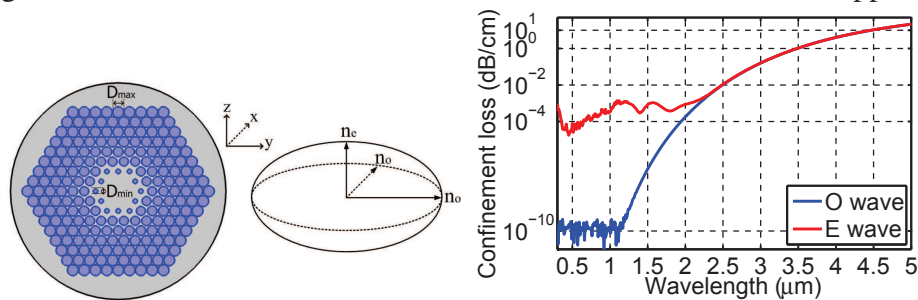 D_max
D_min
z
x
y
n_e
n_o
n_o
Confinement loss (dB/cm)
10^1
10^0
10^-2
10^-4
10^-10
O wave
E wave
0.5 1 1.5 2 2.5 3 3.5 4 4.5 5
Wavelength (μm)